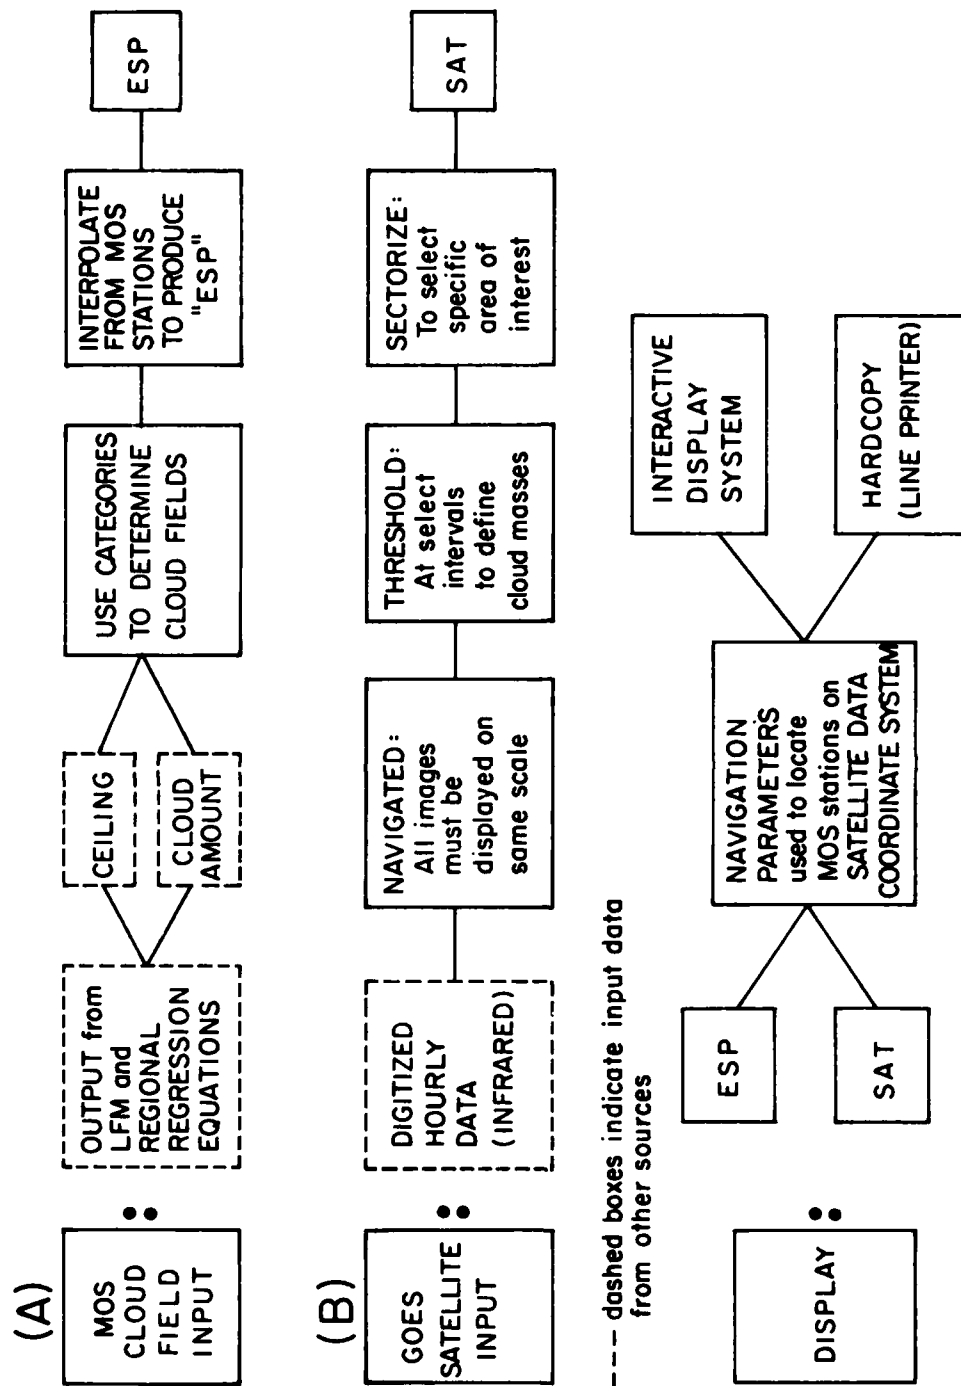 (A)
MOS
CLOUD
FIELD
INPUT
:
OUTPUT from
LFM and
REGIONAL
REGRESSION
EQUATIONS
CEILING
CLOUD
AMOUNT
USE CATEGORIES
TO DETERMINE
CLOUD FIELDS
INTERPOLATE
FROM MOS
STATIONS
TO PRODUCE
"ESP"
ESP
(B)
GOES
SATELLITE
INPUT
:
DIGITIZED
HOURLY
DATA
(INFRARED)
NAVIGATED:
All images
must be
displayed on
same scale
THRESHOLD:
At select
intervals
to define
cloud masses
SECTORIZE:
To select
specific
area of
interest
SAT
--- dashed boxes indicate input data
from other sources
DISPLAY
:
ESP
SAT
NAVIGATION
PARAMETERS
used to locate
MOS stations on
SATELLITE DATA
COORDINATE SYSTEM
INTERACTIVE
DISPLAY
SYSTEM
HARDCOPY
(LINE PRINTER)